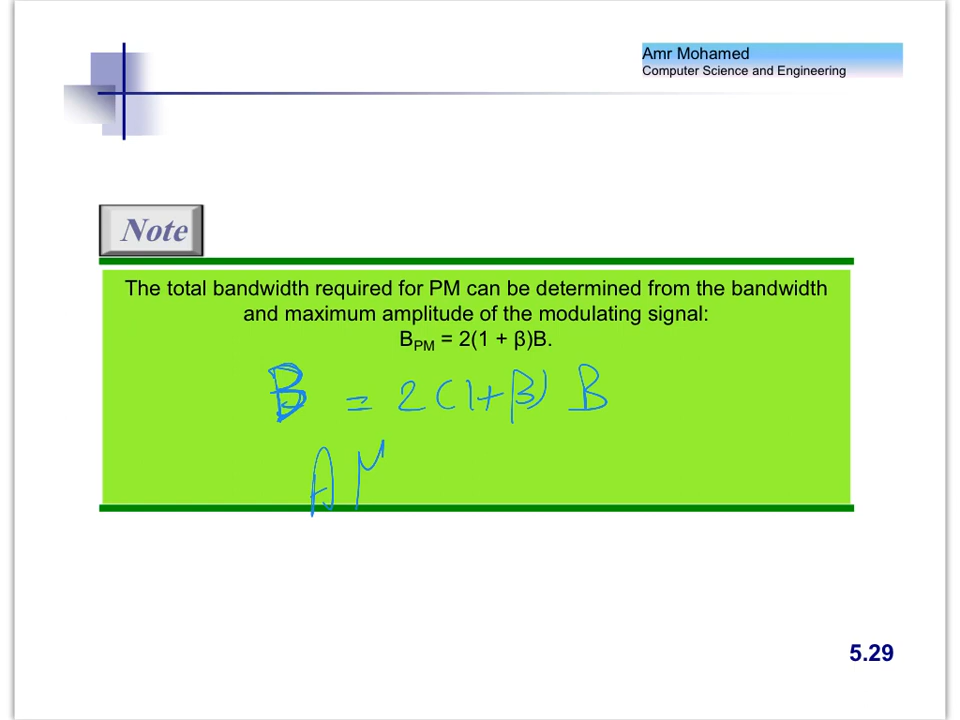 Amr Mohamed
Computer Science and Engineering
Note
The total bandwidth required for PM can be determined from the bandwidth
and maximum amplitude of the modulating signal:
BPM = 2(1 + β)B.
B = 2(1+β) B
AM
5.29